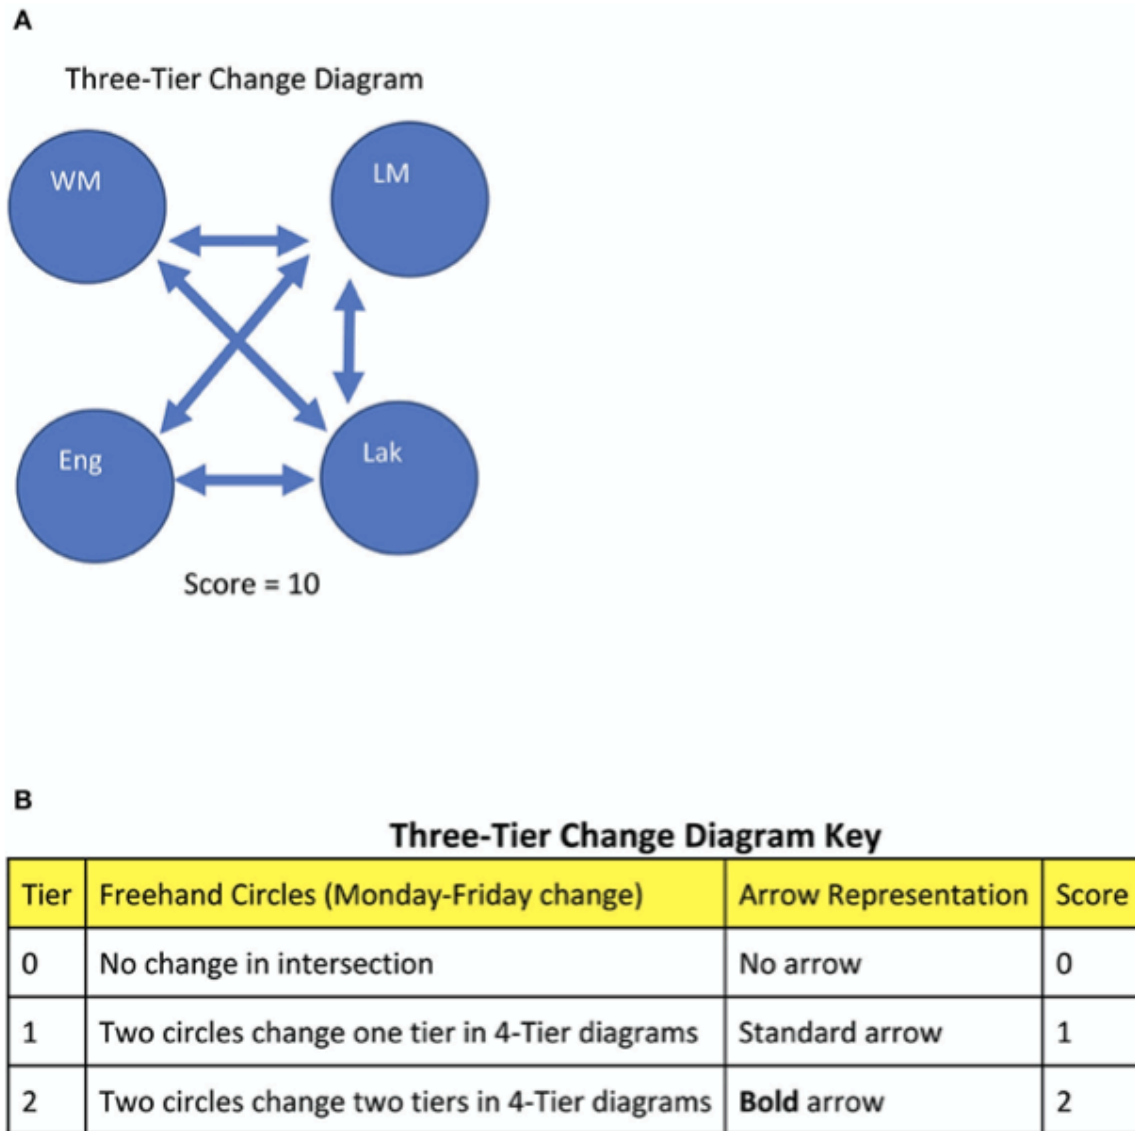 A
Three-Tier Change Diagram
WM
LM
Eng
Lak
Score = 10
B
Three-Tier Change Diagram Key
Tier Freehand Circles (Monday-Friday change) Arrow Representation Score
0 No change in intersection No arrow 0
1 Two circles change one tier in 4-Tier diagrams Standard arrow 1
2 Two circles change two tiers in 4-Tier diagrams Bold arrow 2